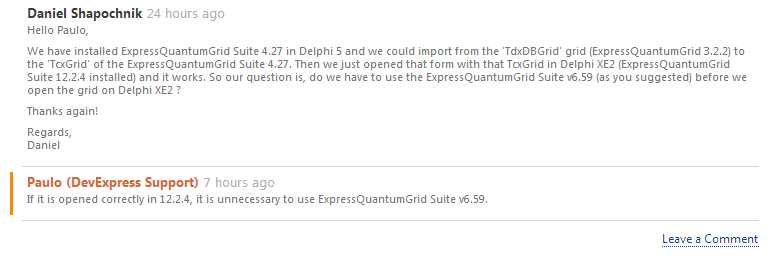 Daniel Shapochnik 24 hours ago
Hello Paulo,
We have installed ExpressQuantumGrid Suite 4.27 in Delphi 5 and we could import from the 'TdxDBGrid' grid (ExpressQuantumGrid 3.2.2) to
the 'TcxGrid' of the ExpressQuantumGrid Suite 4.27. Then we just opened that form with that TcxGrid in Delphi XE2 (ExpressQuantumGrid
Suite 12.2.4 installed) and it works. So our question is, do we have to use the ExpressQuantumGrid Suite v6.59 (as you suggested) before we
open the grid on Delphi XE2 ?
Thanks again!
Regards,
Daniel
Paulo (DevExpress Support) 7 hours ago
If it is opened correctly in 12.2.4, it is unnecessary to use ExpressQuantumGrid Suite v6.59.
Leave a Comment